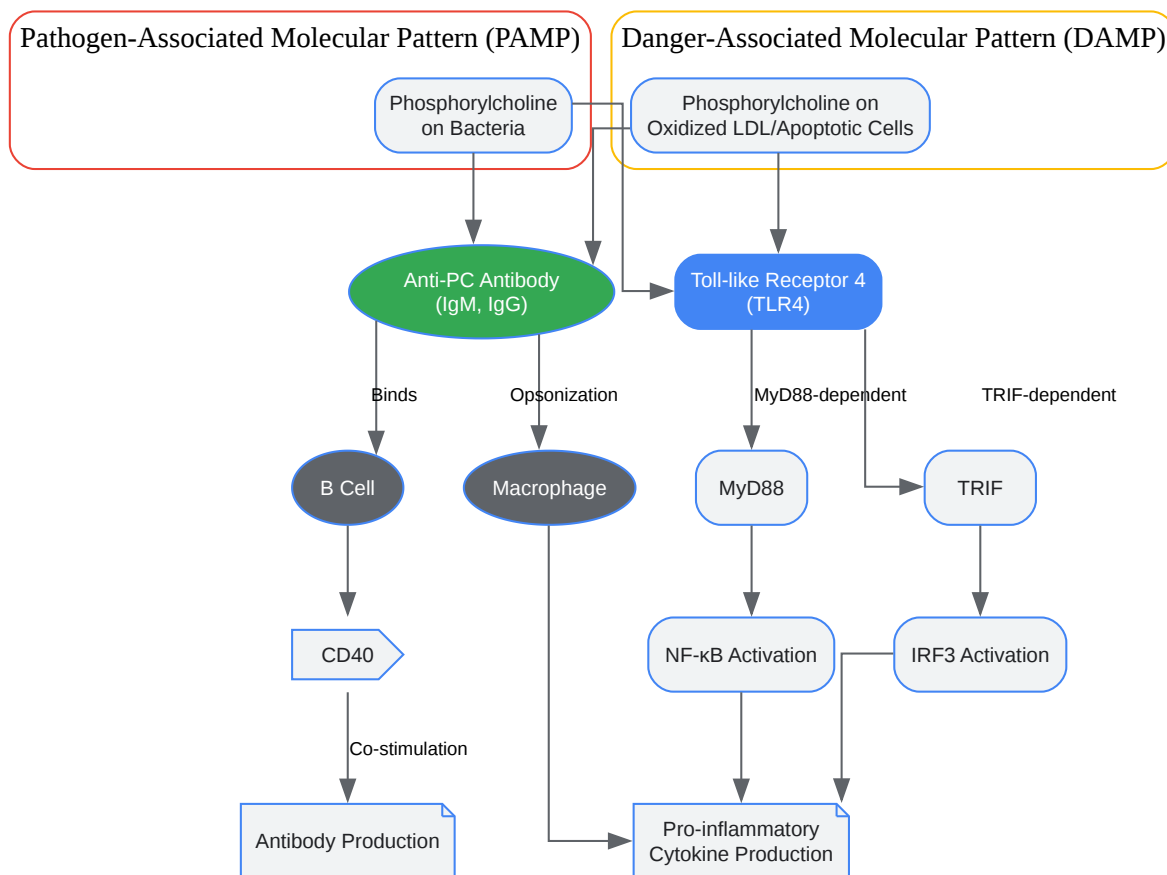 Pathogen-Associated Molecular Pattern (PAMP)
Danger-Associated Molecular Pattern (DAMP)
Phosphorylcholine
on Bacteria
Phosphorylcholine on
Oxidized LDL/Apoptotic Cells
Anti-PC Antibody
(IgM, IgG)
Toll-like Receptor 4
(TLR4)
Binds
Opsonization
MyD88-dependent
TRIF-dependent
B Cell
Macrophage
MyD88
TRIF
CD40
NF-κB Activation
IRF3 Activation
Co-stimulation
Antibody Production
Pro-inflammatory
Cytokine Production